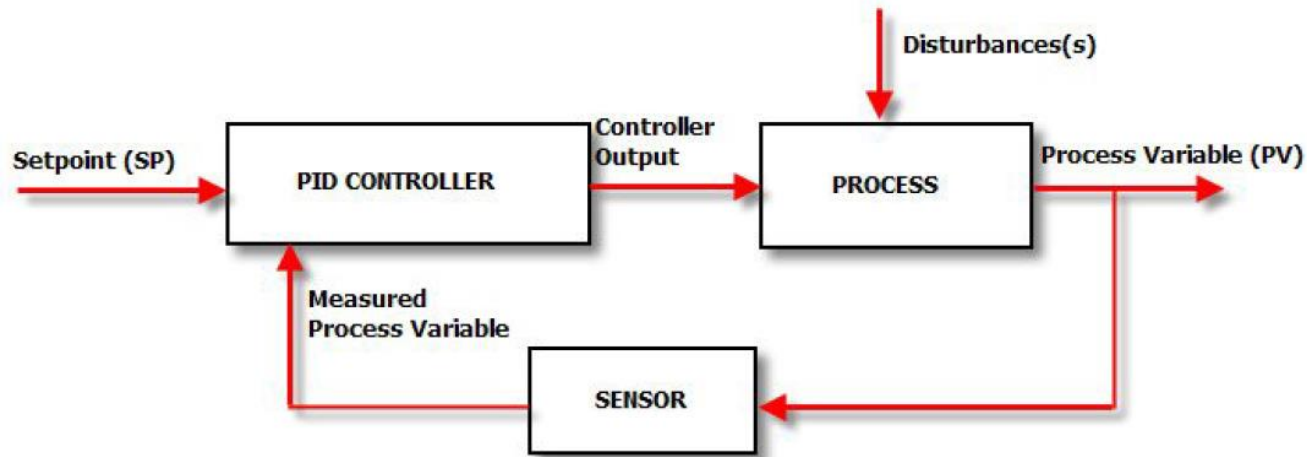 Disturbances(s)
Setpoint (SP)
PID CONTROLLER
Controller
Output
PROCESS
Process Variable (PV)
Measured
Process Variable
SENSOR